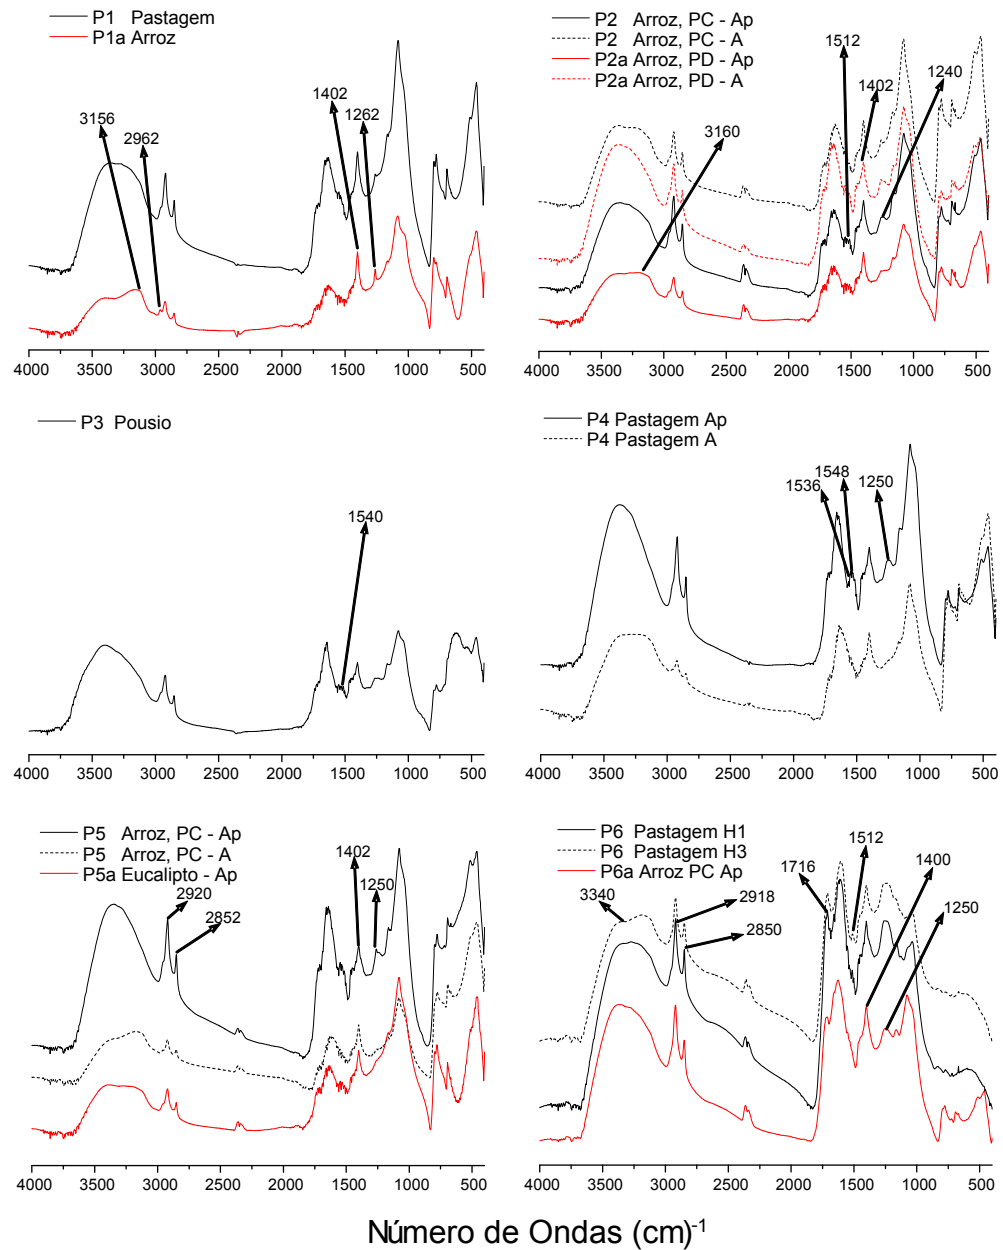 P1 Pastagem
P1a Arroz
3156
2962
1402
1262
4000 3500 3000 2500 2000 1500 1000 500
P2 Arroz, PC - Ap
P2 Arroz, PC - A
P2a Arroz, PD - Ap
P2a Arroz, PD - A
1512
1402
1240
3160
4000 3500 3000 2500 2000 1500 1000 500
P3 Pousio
1540
4000 3500 3000 2500 2000 1500 1000 500
P4 Pastagem Ap
P4 Pastagem A
1536
1548
1250
4000 3500 3000 2500 2000 1500 1000 500
P5 Arroz, PC - Ap
P5 Arroz, PC - A
P5a Eucalipto - Ap
2920
2852
1402
1250
4000 3500 3000 2500 2000 1500 1000 500
P6 Pastagem H1
P6 Pastagem H3
P6a Arroz PC Ap
3340
2918
2850
1716
1512
1400
1250
4000 3500 3000 2500 2000 1500 1000 500
Número de Ondas (cm)-1